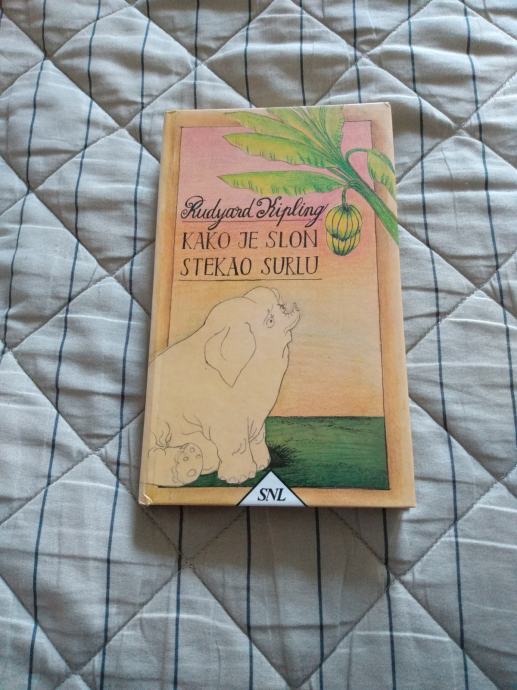 Rudyard Kipling
KAKO JE SLON
STEKAO SURLU
SNL